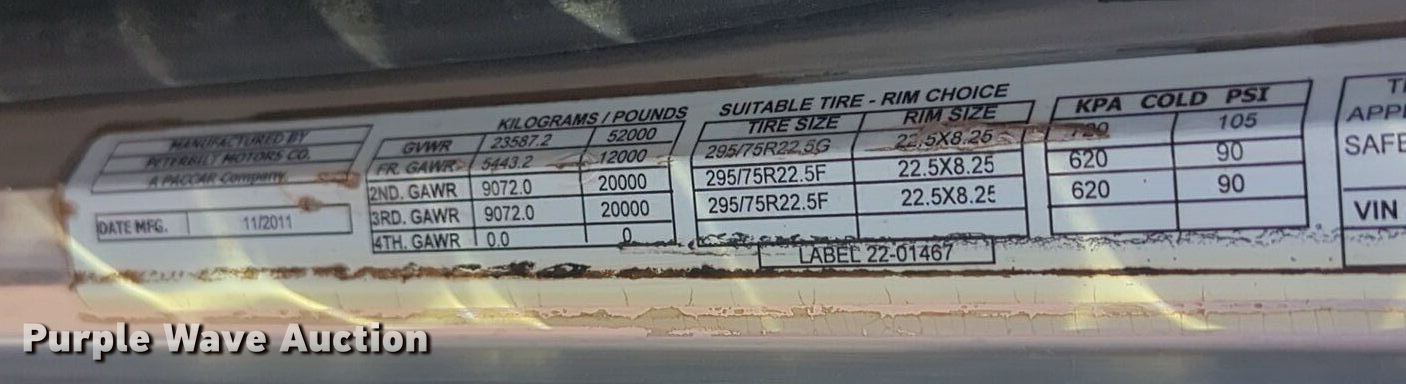 MANUFACTURED BY
PETERBILT MOTORS CO.
A PACCAR Company
DATE MFG. 11/2011
KILOGRAMS / POUNDS
GVWR 23587.2 52000
FR. GAWR 5443.2 12000
2ND. GAWR 9072.0 20000
3RD. GAWR 9072.0 20000
4TH. GAWR 0.0 0
SUITABLE TIRE - RIM CHOICE
TIRE SIZE RIM SIZE
295/75R22.5G 22.5X8.25
295/75R22.5F 22.5X8.25
295/75R22.5F 22.5X8.25
LABEL 22-01467
KPA COLD PSI
105
620 90
620 90
APP
SAFE
VIN
Purple Wave Auction